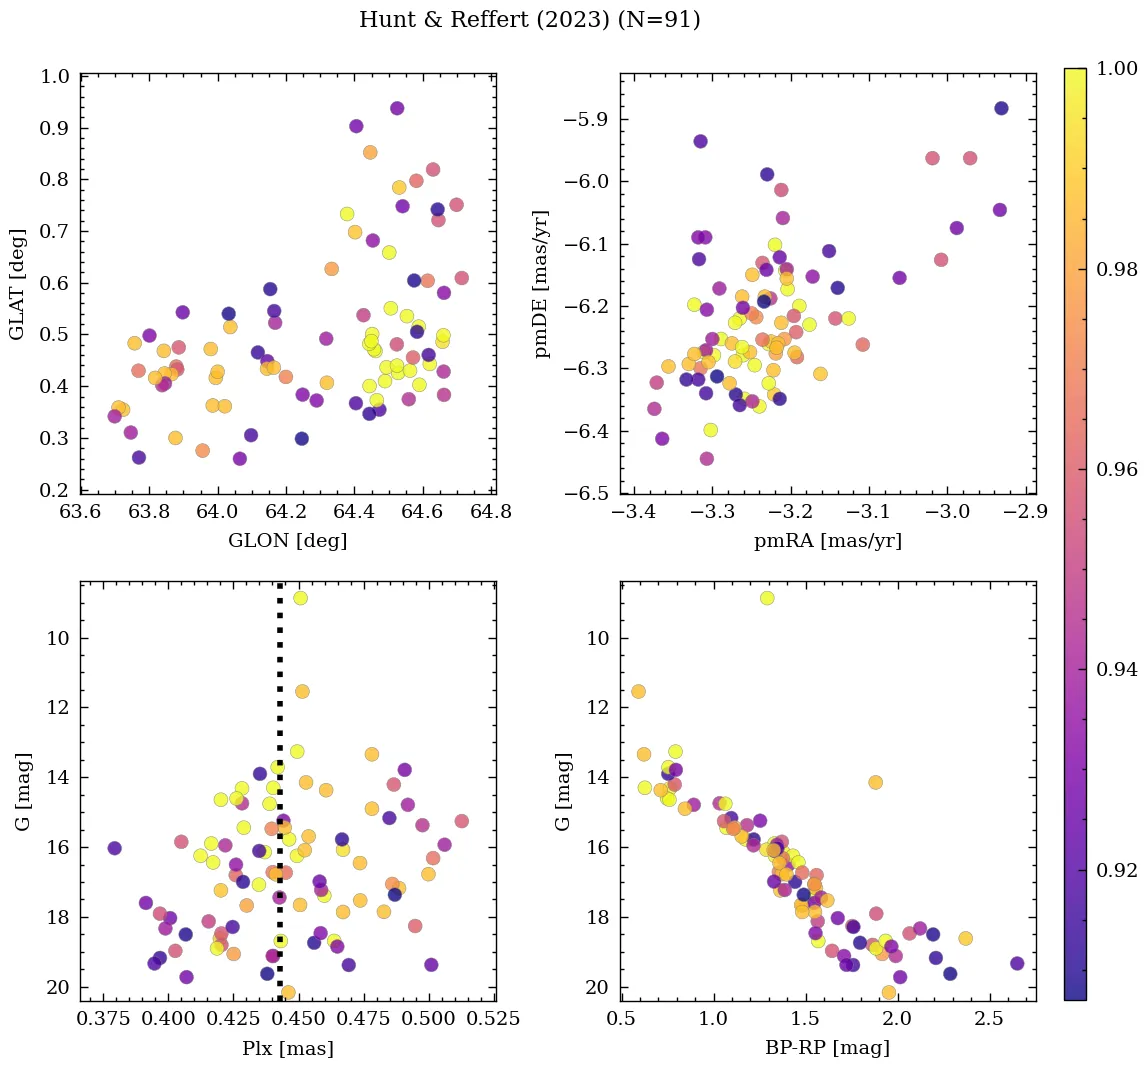 Hunt & Reffert (2023) (N=91)
1.0
0.9
0.8
0.7
0.6
0.5
0.4
0.3
0.2
GLAT [deg]
63.6 63.8 64.0 64.2 64.4 64.6 64.8
GLON [deg]
−5.9
−6.0
−6.1
−6.2
−6.3
−6.4
−6.5
pmDE [mas/yr]
−3.4 −3.3 −3.2 −3.1 −3.0 −2.9
pmRA [mas/yr]
10
12
14
16
18
20
G [mag]
0.375 0.400 0.425 0.450 0.475 0.500 0.525
Plx [mas]
10
12
14
16
18
20
G [mag]
0.5 1.0 1.5 2.0 2.5
BP-RP [mag]
1.00
0.98
0.96
0.94
0.92